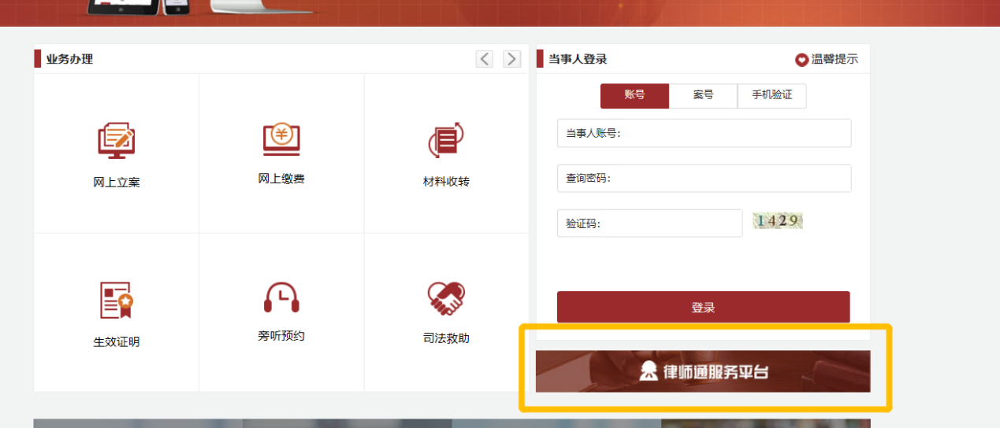 业务办理
网上立案
网上缴费
材料收转
生效证明
旁听预约
司法救助
当事人登录
温馨提示
账号
案号
手机验证
当事人账号：
查询密码：
验证码：
1429
登录
律师通服务平台